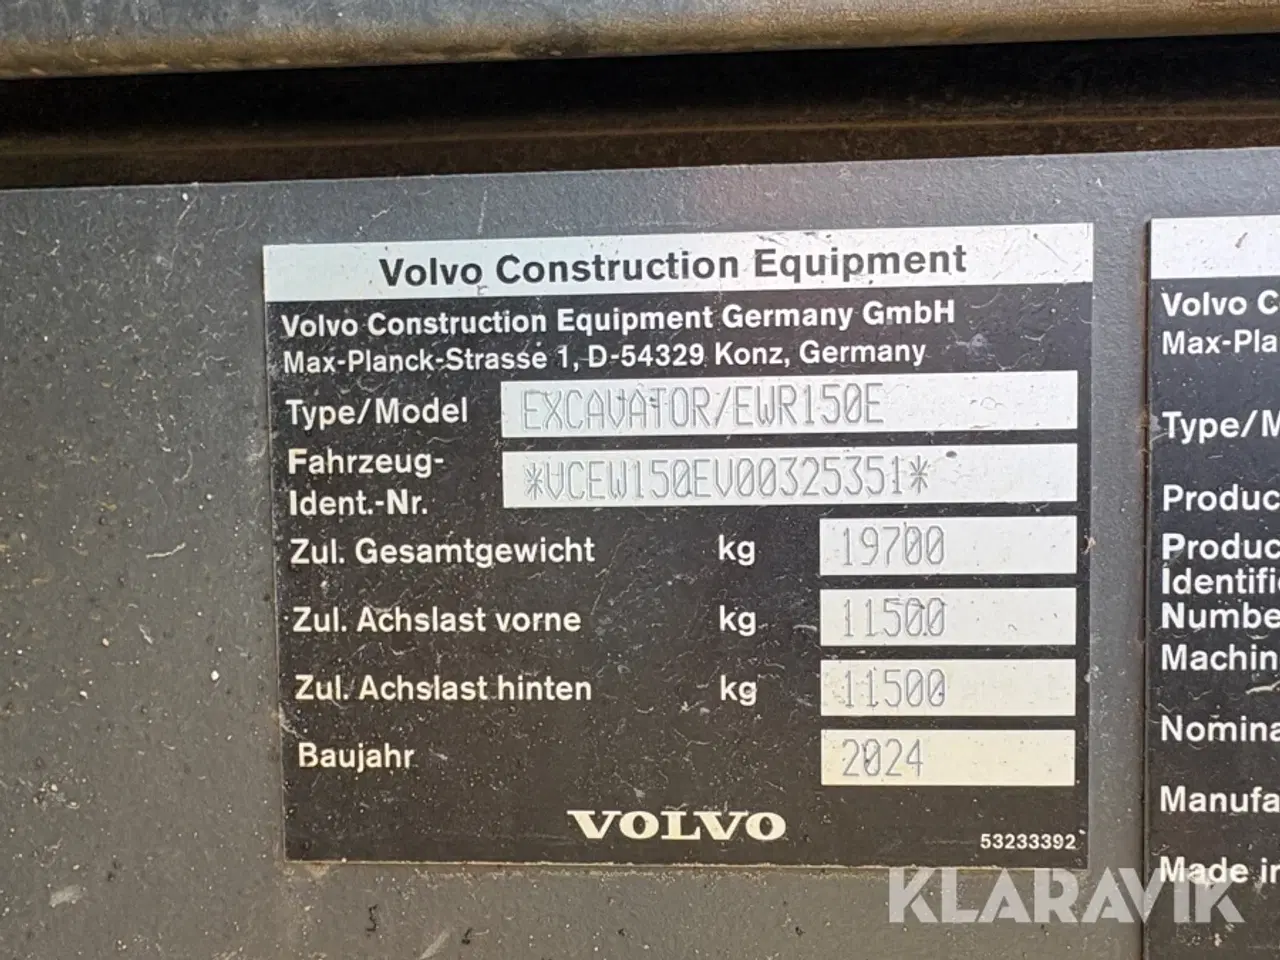 Volvo Construction Equipment
Volvo Construction Equipment Germany GmbH
Max-Planck-Strasse 1, D-54329 Konz, Germany
Type/Model EXCAVATOR/EWR150E
Fahrzeug-
Ident.-Nr. *VCEW150EV00325351*
Zul. Gesamtgewicht kg 19700
Zul. Achslast vorne kg 11500
Zul. Achslast hinten kg 11500
Baujahr 2024
VOLVO
53233392
Volvo C
Max-Pla
Type/M
Produc
Produc
Identifi
Numbe
Machin
Nomina
Manufa
Made in
KLARAVIK